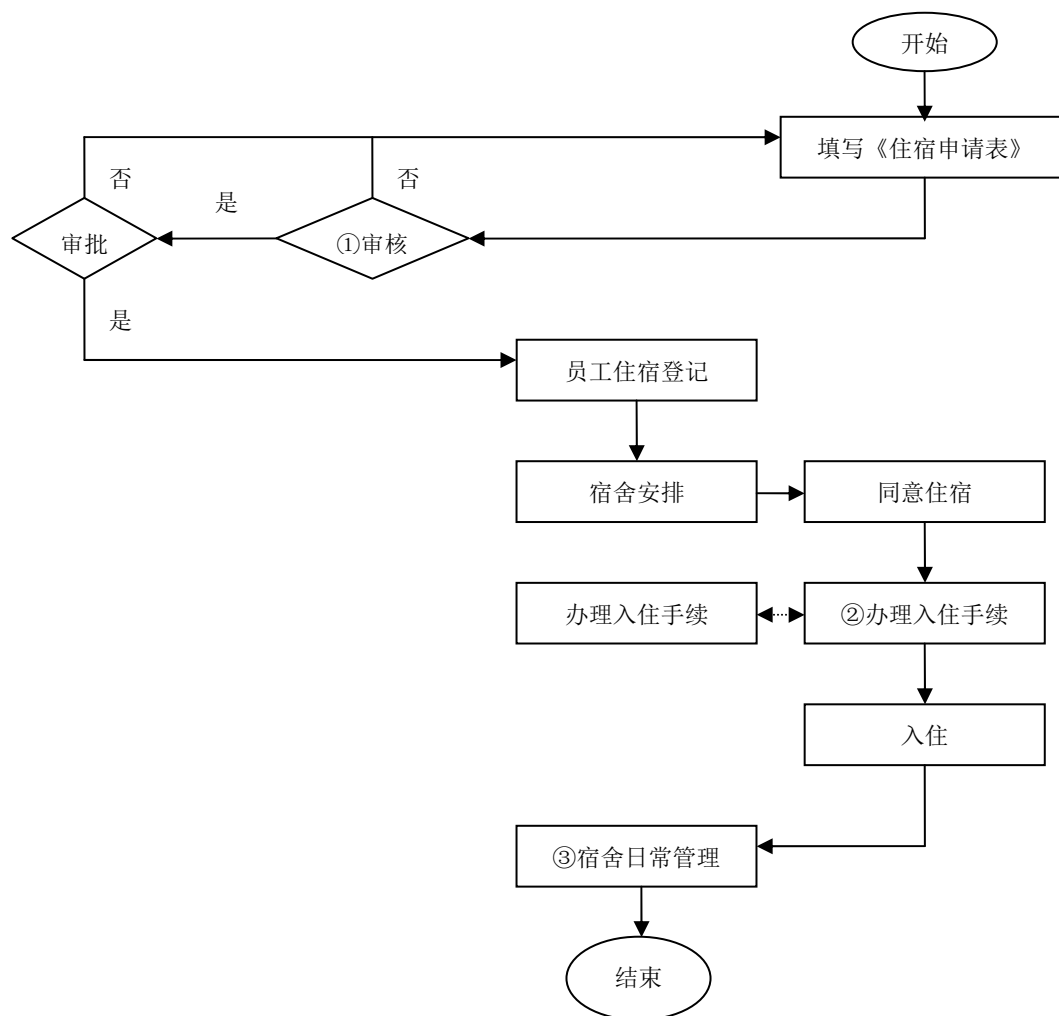 开始
填写《住宿申请表》
否
否
是
审批
①审核
是
员工住宿登记
宿舍安排
同意住宿
办理入住手续
②办理入住手续
入住
③宿舍日常管理
结束